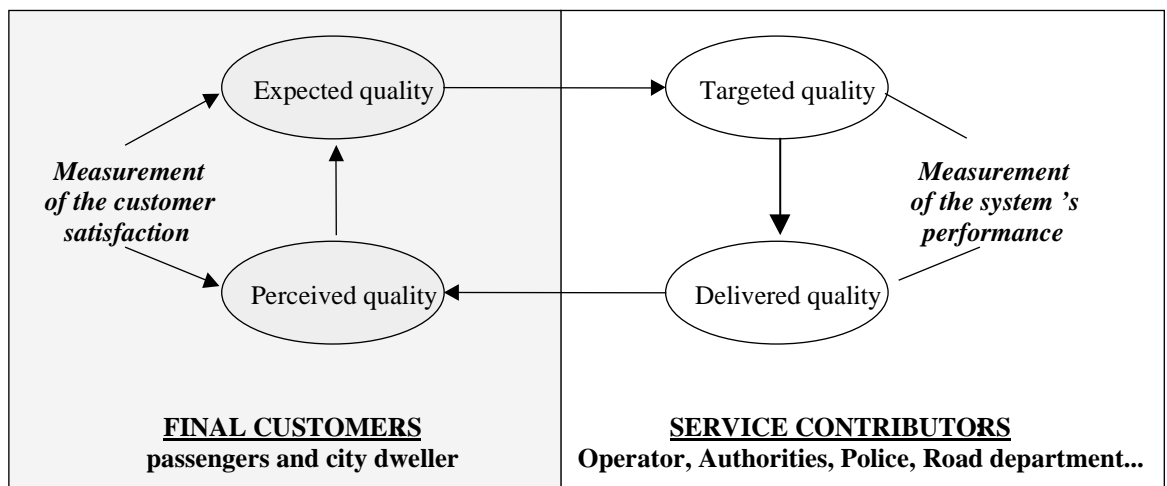 Expected quality
Targeted quality
Measurement
of the customer
satisfaction
Measurement
of the system ’s
performance
Perceived quality
Delivered quality
FINAL CUSTOMERS
passengers and city dweller
SERVICE CONTRIBUTORS
Operator, Authorities, Police, Road department...